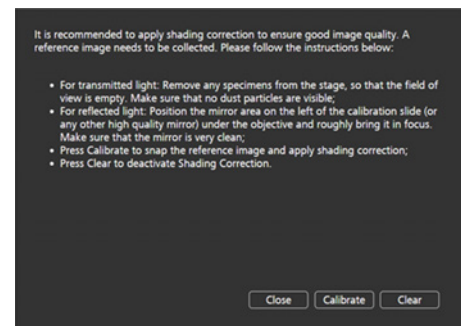 It is recommended to apply shading correction to ensure good image quality. A
reference image needs to be collected. Please follow the instructions below:
• For transmitted light: Remove any specimens from the stage, so that the field of
view is empty. Make sure that no dust particles are visible;
• For reflected light: Position the mirror area on the left of the calibration slide (or
any other high quality mirror) under the objective and roughly bring it in focus.
Make sure that the mirror is very clean;
• Press Calibrate to snap the reference image and apply shading correction;
• Press Clear to deactivate Shading Correction.
Close Calibrate Clear